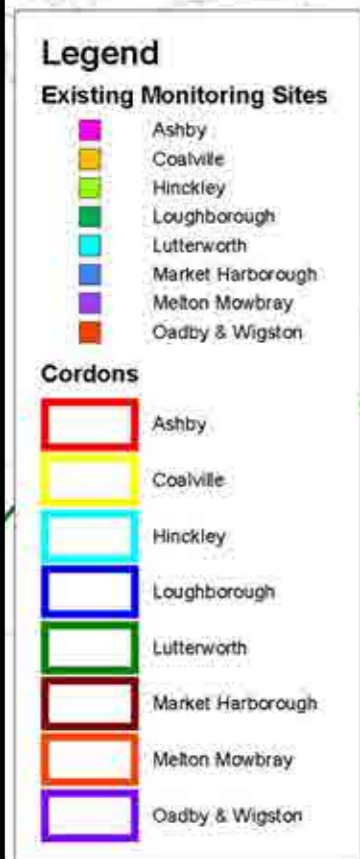 Legend
Existing Monitoring Sites
Ashby
Coalville
Hinckley
Loughborough
Lutterworth
Market Harborough
Melton Mowbray
Oadby & Wigston
Cordons
Ashby
Coalville
Hinckley
Loughborough
Lutterworth
Market Harborough
Melton Mowbray
Oadby & Wigston